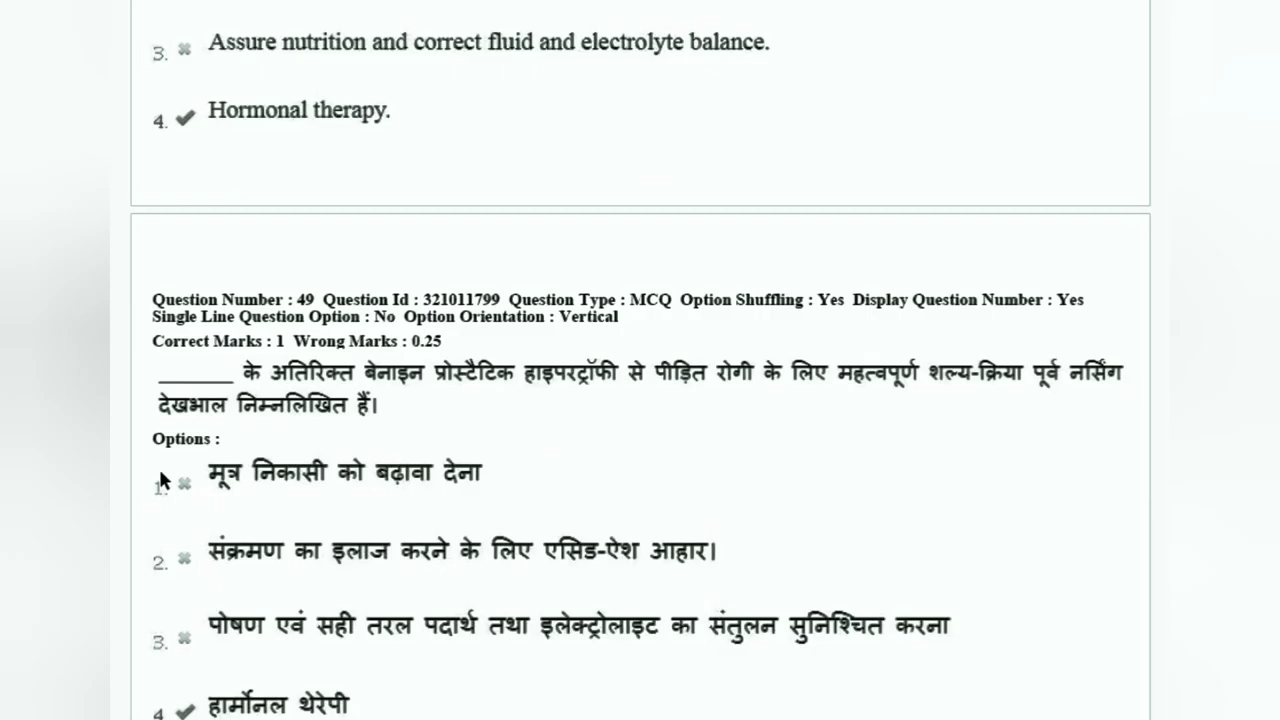 3. Assure nutrition and correct fluid and electrolyte balance.
4. Hormonal therapy.
Question Number : 49 Question Id : 321011799 Question Type : MCQ Option Shuffling : Yes Display Question Number : Yes
Single Line Question Option : No Option Orientation : Vertical
Correct Marks : 1 Wrong Marks : 0.25
______ के अतिरिक्त बेनाइन प्रोस्टैटिक हाइपरट्रॉफी से पीड़ित रोगी के लिए महत्वपूर्ण शल्य-क्रिया पूर्व नर्सिंग
देखभाल निम्नलिखित हैं।
Options :
1. मूत्र निकासी को बढ़ावा देना
2. संक्रमण का इलाज करने के लिए एसिड-ऐश आहार।
3. पोषण एवं सही तरल पदार्थ तथा इलेक्ट्रोलाइट का संतुलन सुनिश्चित करना
4. हार्मोनल थेरेपी